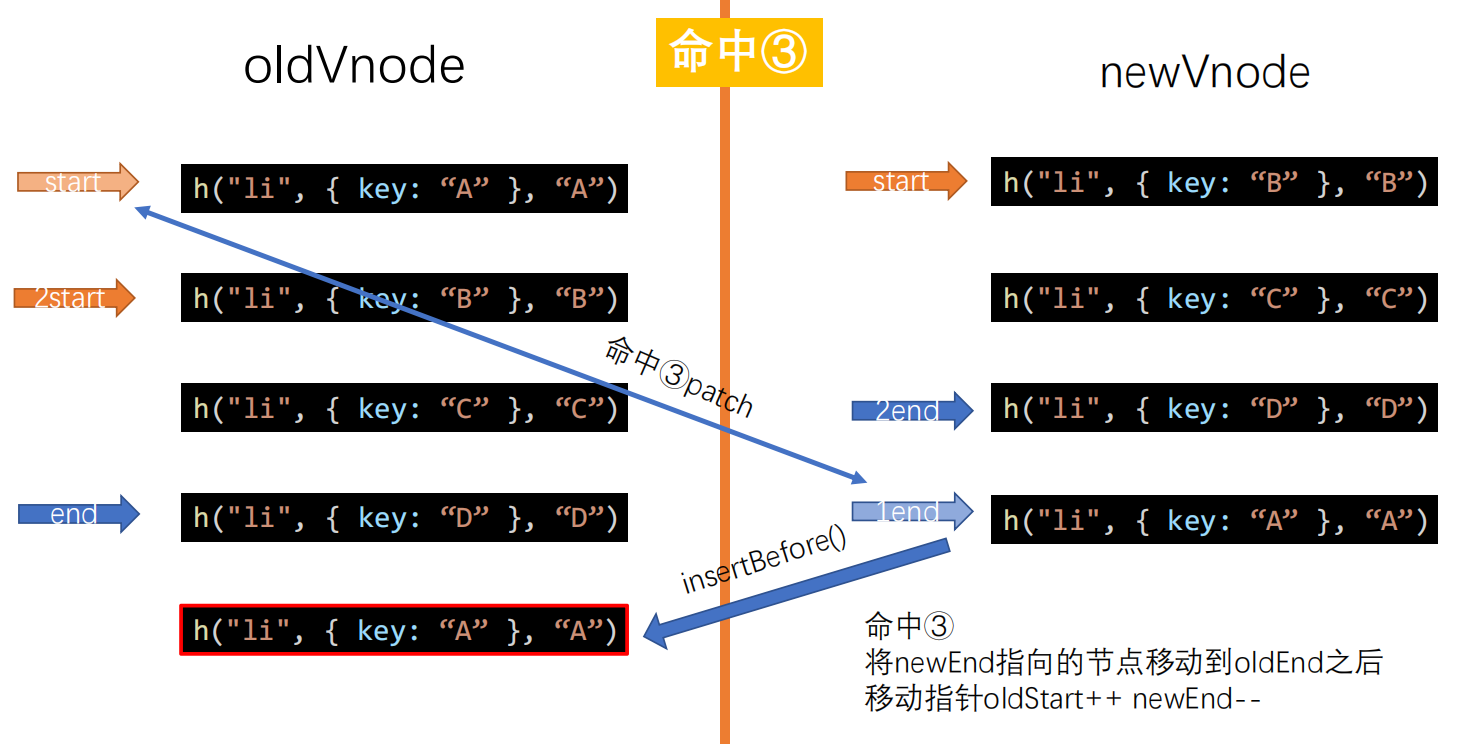 命中③
oldVnode
newVnode
start
h("li", { key: “A” }, “A”)
start
h("li", { key: “B” }, “B”)
2start
h("li", { key: “B” }, “B”)
h("li", { key: “C” }, “C”)
命中③patch
h("li", { key: “C” }, “C”)
2end
h("li", { key: “D” }, “D”)
end
h("li", { key: “D” }, “D”)
1end
h("li", { key: “A” }, “A”)
insertBefore()
h("li", { key: “A” }, “A”)
命中③
将newEnd指向的节点移动到oldEnd之后
移动指针oldStart++ newEnd--